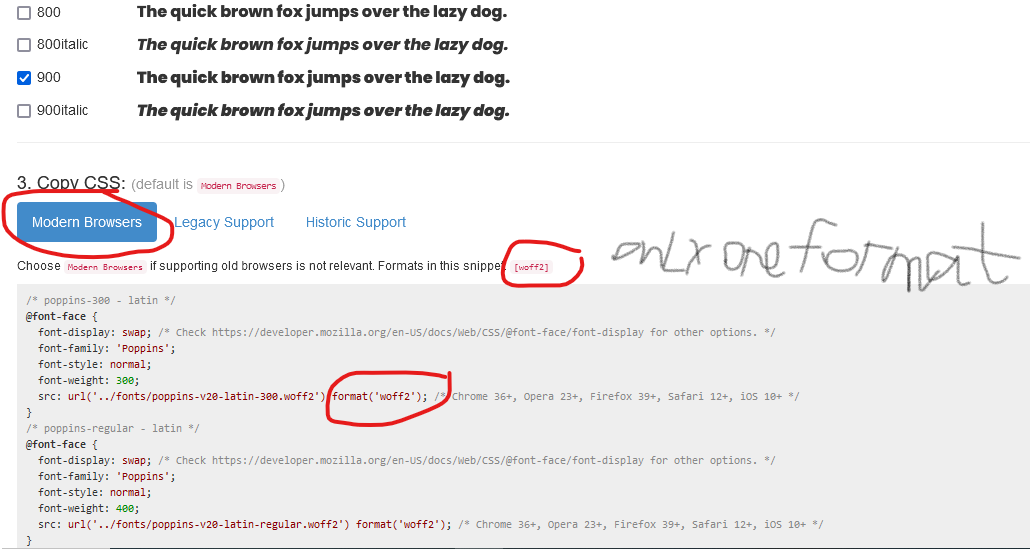 800 The quick brown fox jumps over the lazy dog.
800italic The quick brown fox jumps over the lazy dog.
900 The quick brown fox jumps over the lazy dog.
900italic The quick brown fox jumps over the lazy dog.
3. Copy CSS: (default is Modern Browsers )
Modern Browsers Legacy Support Historic Support
only one format
Choose Modern Browsers if supporting old browsers is not relevant. Formats in this snippet: [woff2]
/* poppins-300 - latin */
@font-face {
font-display: swap; /* Check https://developer.mozilla.org/en-US/docs/Web/CSS/@font-face/font-display for other options. */
font-family: 'Poppins';
font-style: normal;
font-weight: 300;
src: url('../fonts/poppins-v20-latin-300.woff2') format('woff2'); /* Chrome 36+, Opera 23+, Firefox 39+, Safari 12+, iOS 10+ */
}
/* poppins-regular - latin */
@font-face {
font-display: swap; /* Check https://developer.mozilla.org/en-US/docs/Web/CSS/@font-face/font-display for other options. */
font-family: 'Poppins';
font-style: normal;
font-weight: 400;
src: url('../fonts/poppins-v20-latin-regular.woff2') format('woff2'); /* Chrome 36+, Opera 23+, Firefox 39+, Safari 12+, iOS 10+ */
}